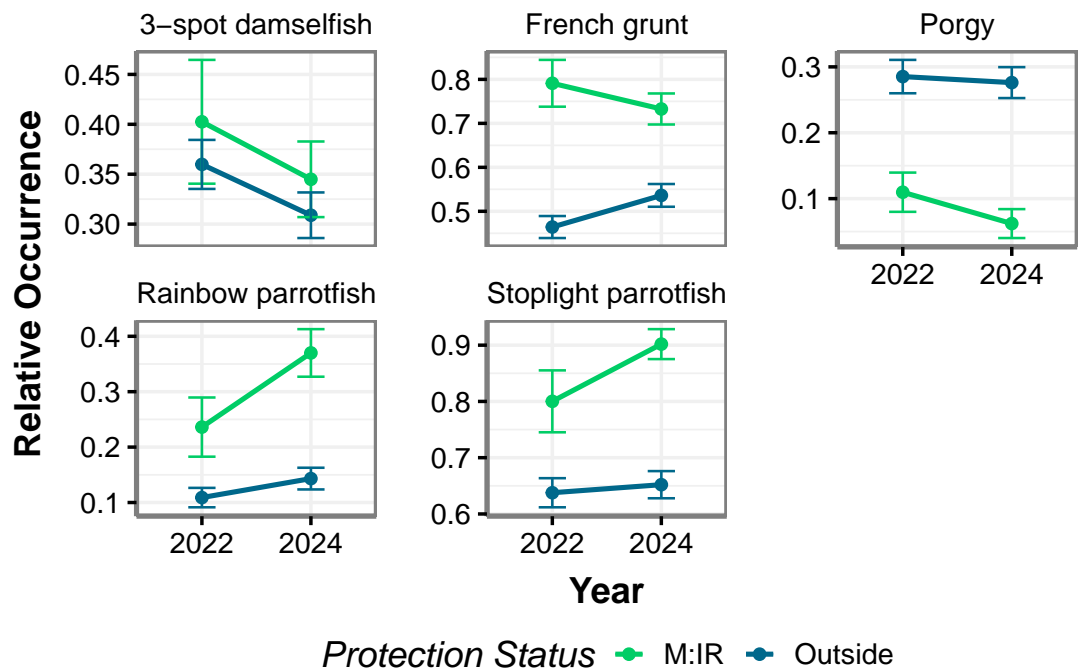 3−spot damselfish
French grunt
Porgy
0.45
0.40
0.35
0.30
0.8
0.7
0.6
0.5
0.3
0.2
0.1
2022 2024
Rainbow parrotfish
Stoplight parrotfish
0.4
0.3
0.2
0.1
0.9
0.8
0.7
0.6
2022 2024
2022 2024
Relative Occurrence
Year
Protection Status M:IR Outside